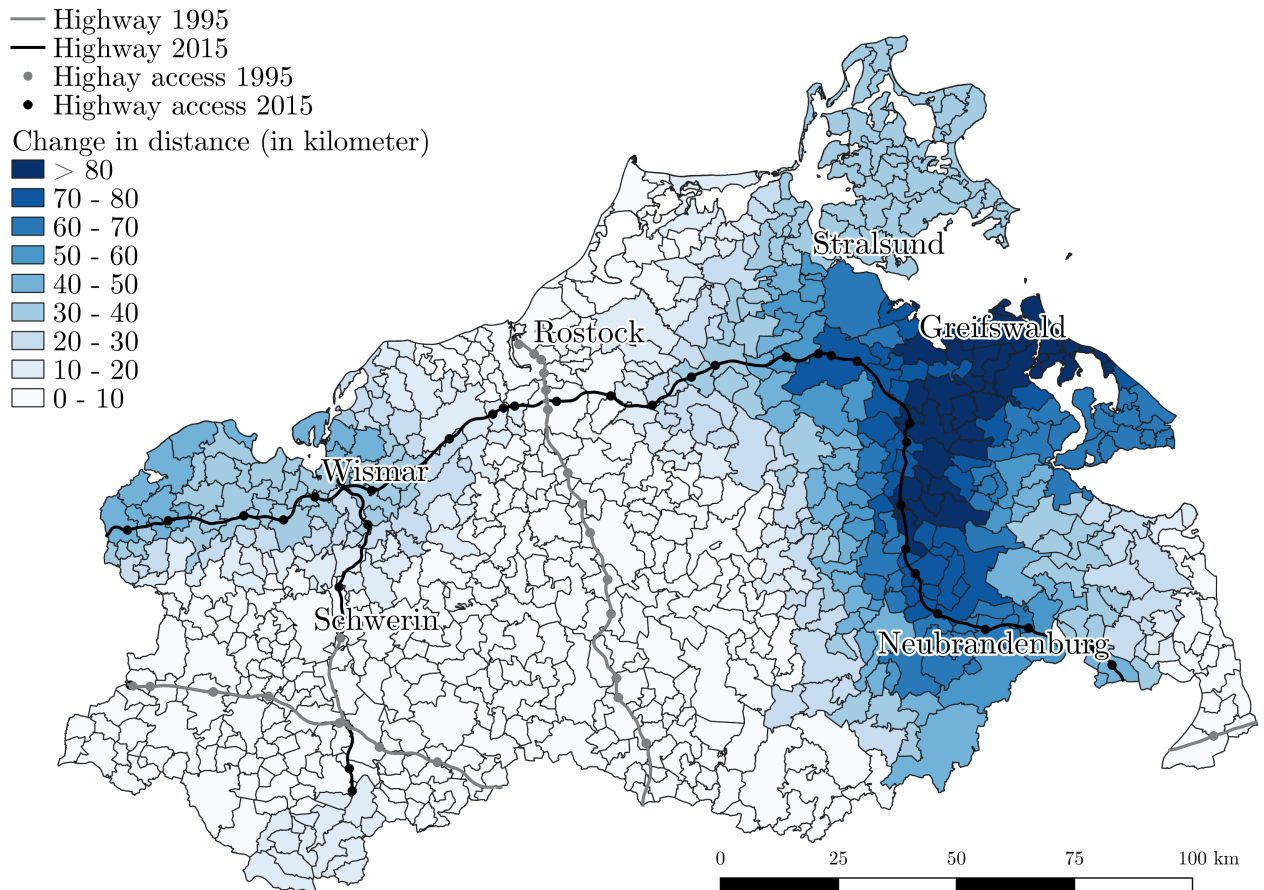 Highway 1995
Highway 2015
Highay access 1995
Highway access 2015
Change in distance (in kilometer)
> 80
70 - 80
60 - 70
50 - 60
40 - 50
30 - 40
20 - 30
10 - 20
0 - 10
Stralsund
Greifswald
Rostock
Wismar
Schwerin
Neubrandenburg
0 25 50 75 100 km